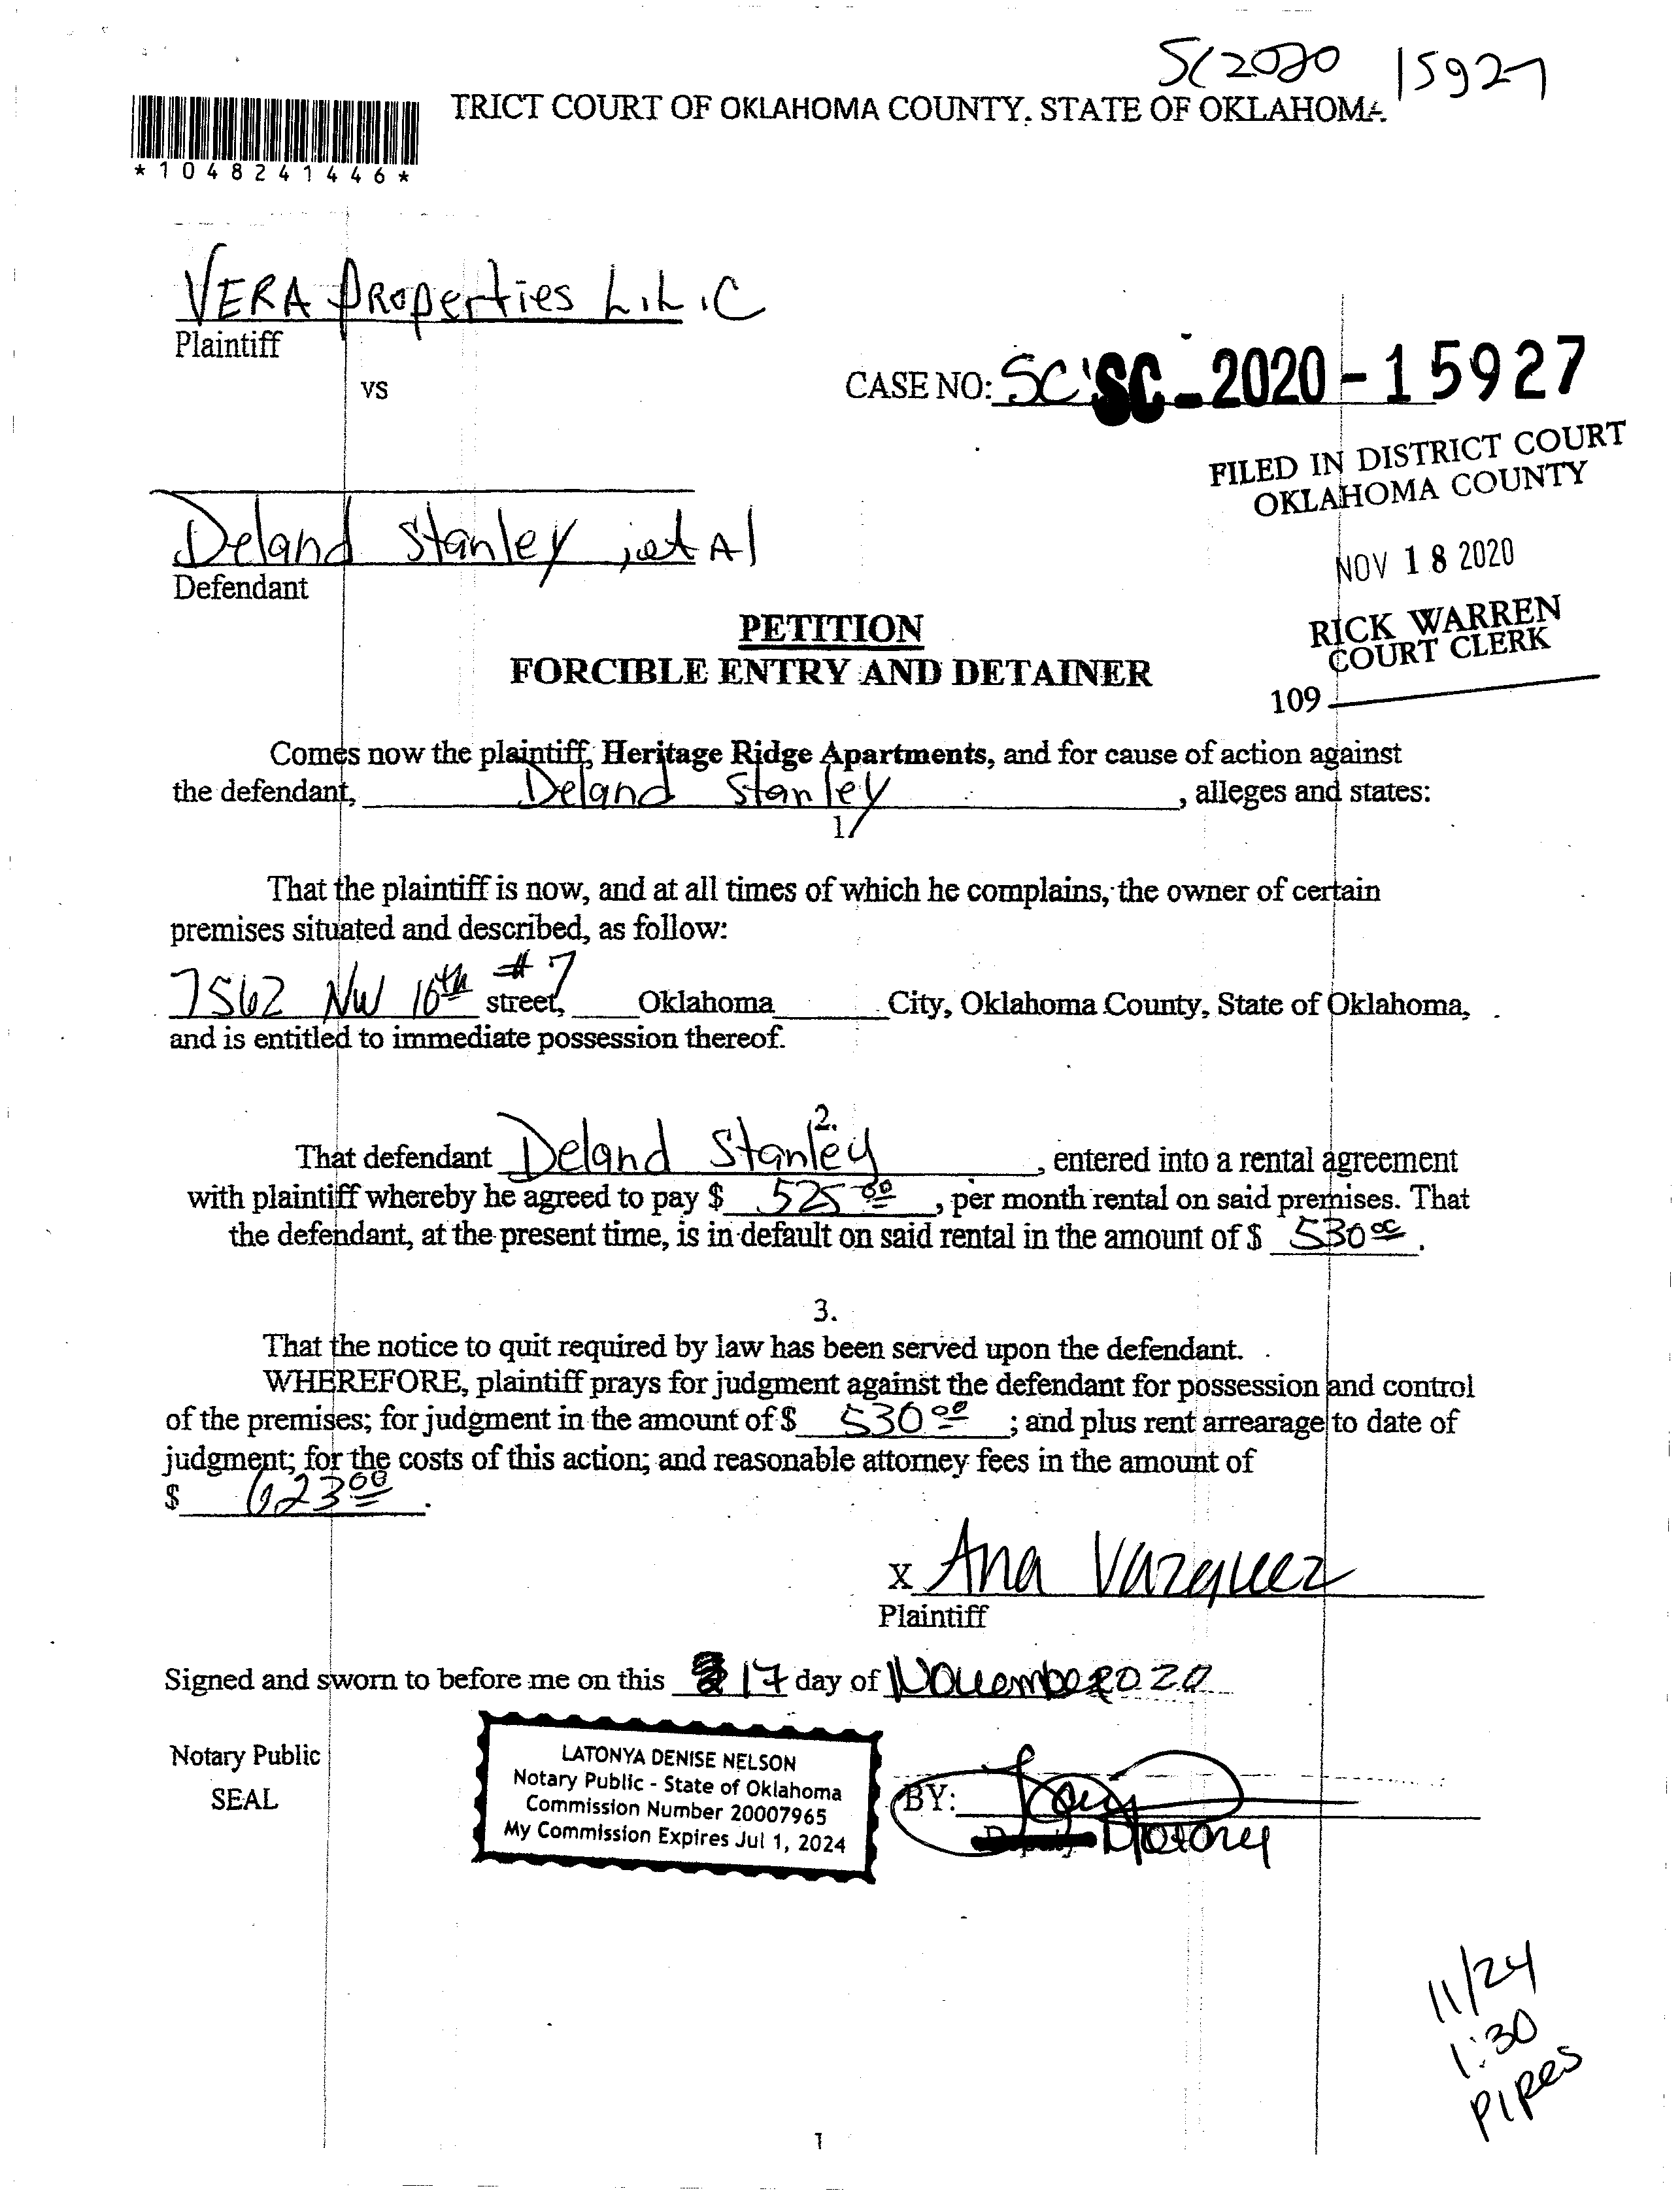 SC2020 15927
TRICT COURT OF OKLAHOMA COUNTY, STATE OF OKLAHOMA
*1048241446*
VERA Properties L.L.C
Plaintiff
vs
CASE NO: SC SC-2020-15927
FILED IN DISTRICT COURT
OKLAHOMA COUNTY
NOV 18 2020
RICK WARREN
COURT CLERK
109
Deland Stanley ; et Al
Defendant
PETITION
FORCIBLE ENTRY AND DETAINER
Comes now the plaintiff, Heritage Ridge Apartments, and for cause of action against
the defendant, Deland Stanley, alleges and states:
1.
That the plaintiff is now, and at all times of which he complains, the owner of certain
premises situated and described, as follow:
7562 NW 10th #7 street, Oklahoma City, Oklahoma County, State of Oklahoma,
and is entitled to immediate possession thereof.
2.
That defendant Deland Stanley, entered into a rental agreement
with plaintiff whereby he agreed to pay $ 525 00, per month rental on said premises. That
the defendant, at the present time, is in default on said rental in the amount of $ 530 00.
3.
That the notice to quit required by law has been served upon the defendant.
WHEREFORE, plaintiff prays for judgment against the defendant for possession and control
of the premises; for judgment in the amount of $ 530 00; and plus rent arrearage to date of
judgment; for the costs of this action; and reasonable attorney fees in the amount of
$ 623 00.
x Ana Vazquez
Plaintiff
Signed and sworn to before me on this 17 day of November 2020
Notary Public
SEAL
LATONYA DENISE NELSON
Notary Public - State of Oklahoma
Commission Number 20007965
My Commission Expires Jul 1, 2024
BY:
Notary
11/24
1:30
Pipes
1